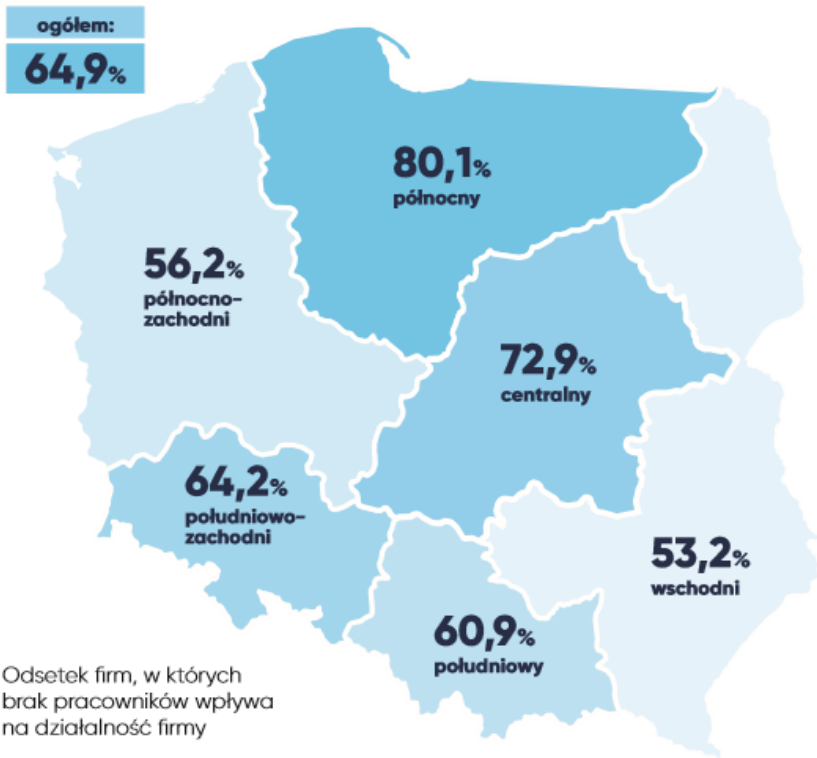 ogółem:
64,9%
80,1%
północny
56,2%
północno-
zachodni
72,9%
centralny
64,2%
południowo-
zachodni
53,2%
wschodni
60,9%
południowy
Odsetek firm, w których
brak pracowników wpływa
na działalność firmy